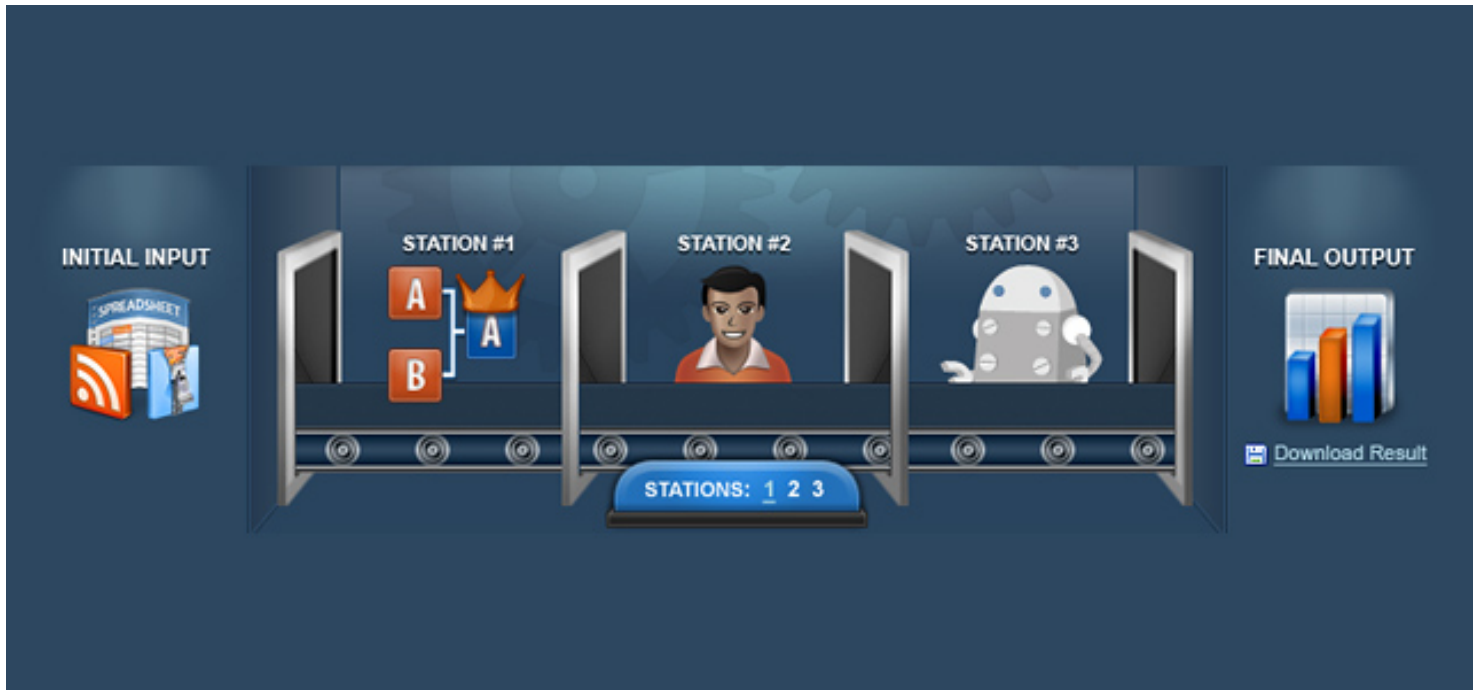 INITIAL INPUT
SPREADSHEET
STATION #1
A
B
A
STATION #2
STATION #3
STATIONS: 1 2 3
FINAL OUTPUT
Download Result